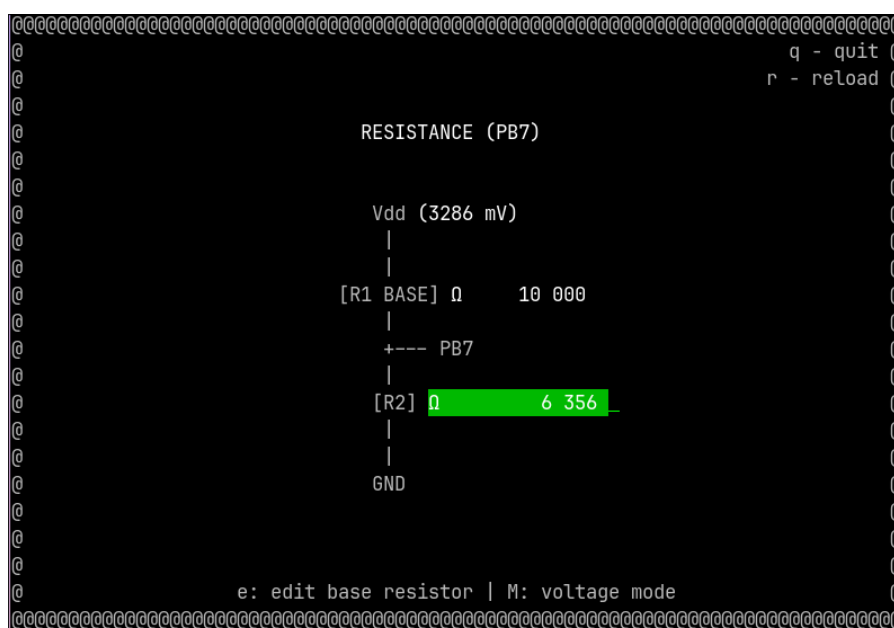 @@@@@@@@@@@@@@@@@@@@@@@@@@@@@@@@@@@@@@@@@@@@@@@@@@@@@@@@@@@@@@@@@@@@@@@@@@@@@@@
@ q - quit @
@ r - reload @
@ @
@ RESISTANCE (PB7) @
@ @
@ @
@ Vdd (3286 mV) @
@ | @
@ | @
@ [R1 BASE] Ω 10 000 @
@ | @
@ +--- PB7 @
@ | @
@ [R2] Ω 6 356 _ @
@ | @
@ | @
@ GND @
@ @
@ @
@ @
@ e: edit base resistor | M: voltage mode @
@@@@@@@@@@@@@@@@@@@@@@@@@@@@@@@@@@@@@@@@@@@@@@@@@@@@@@@@@@@@@@@@@@@@@@@@@@@@@@@